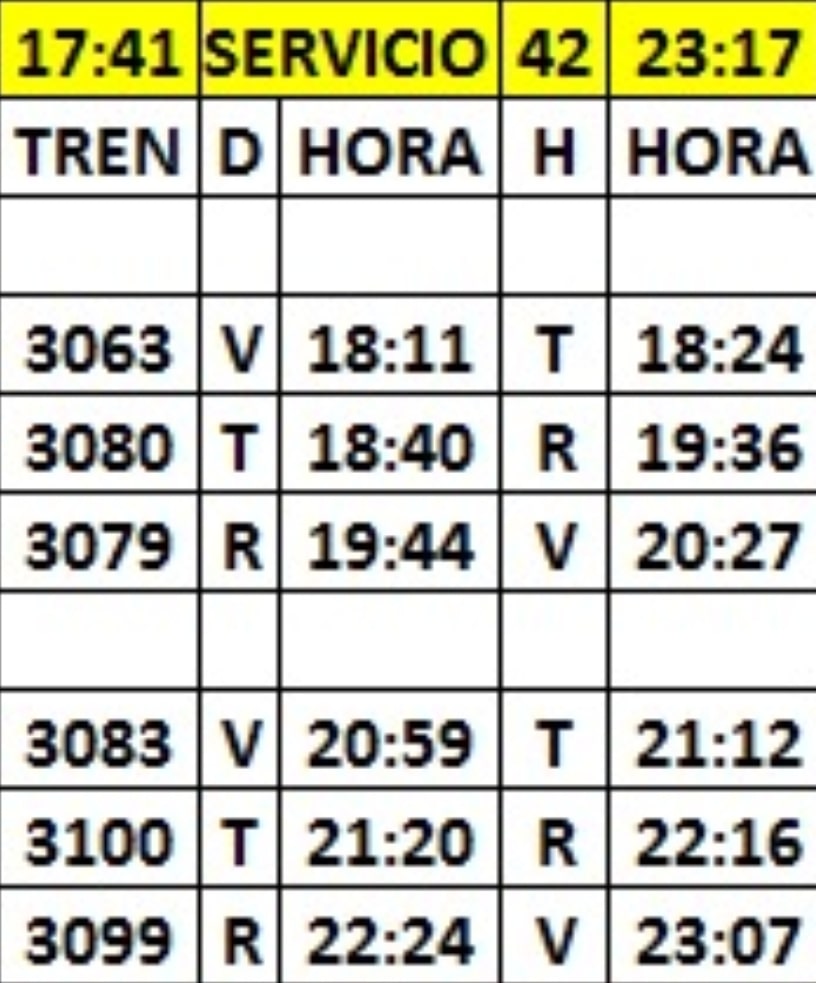 17:41 SERVICIO 42 23:17
TREN D HORA H HORA
3063 V 18:11 T 18:24
3080 T 18:40 R 19:36
3079 R 19:44 V 20:27
3083 V 20:59 T 21:12
3100 T 21:20 R 22:16
3099 R 22:24 V 23:07